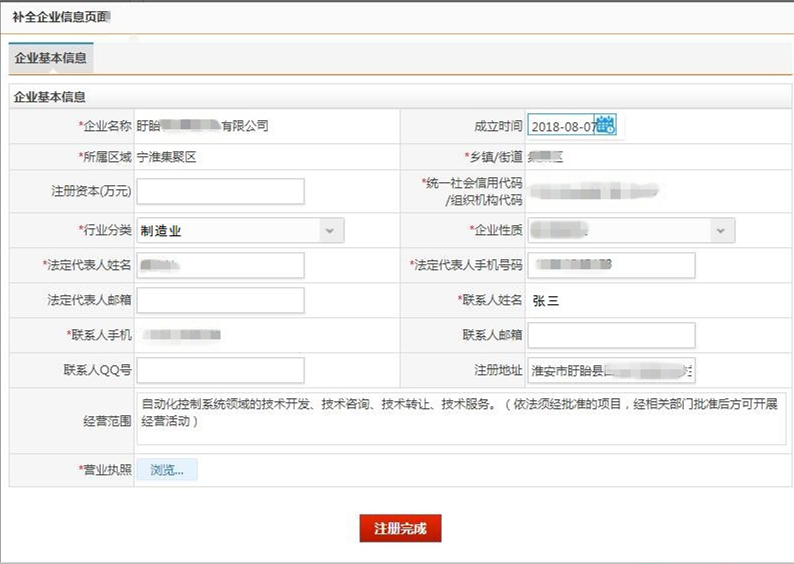 补全企业信息页面
企业基本信息
企业基本信息
*企业名称 盱眙 有限公司 成立时间 2018-08-07
*所属区域 宁淮集聚区 *乡镇/街道 区
注册资本(万元) *统一社会信用代码
/组织机构代码
*行业分类 制造业 *企业性质
*法定代表人姓名 *法定代表人手机号码
法定代表人邮箱 *联系人姓名 张三
*联系人手机 联系人邮箱
联系人QQ号 注册地址 淮安市盱眙县
经营范围 自动化控制系统领域的技术开发、技术咨询、技术转让、技术服务。（依法须经批准的项目，经相关部门批准后方可开展
经营活动）
*营业执照 浏览...
注册完成